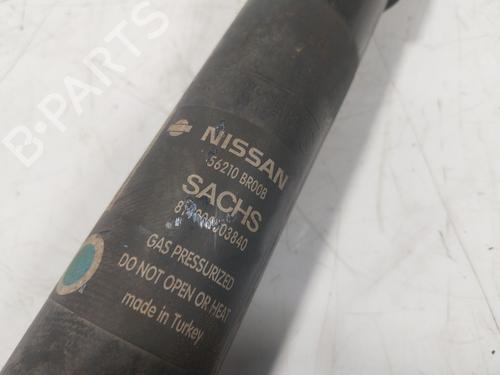 B-PARTS
NISSAN
56210 BR00B
SACHS
GAS PRESSURIZED
DO NOT OPEN OR HEAT
made in Turkey